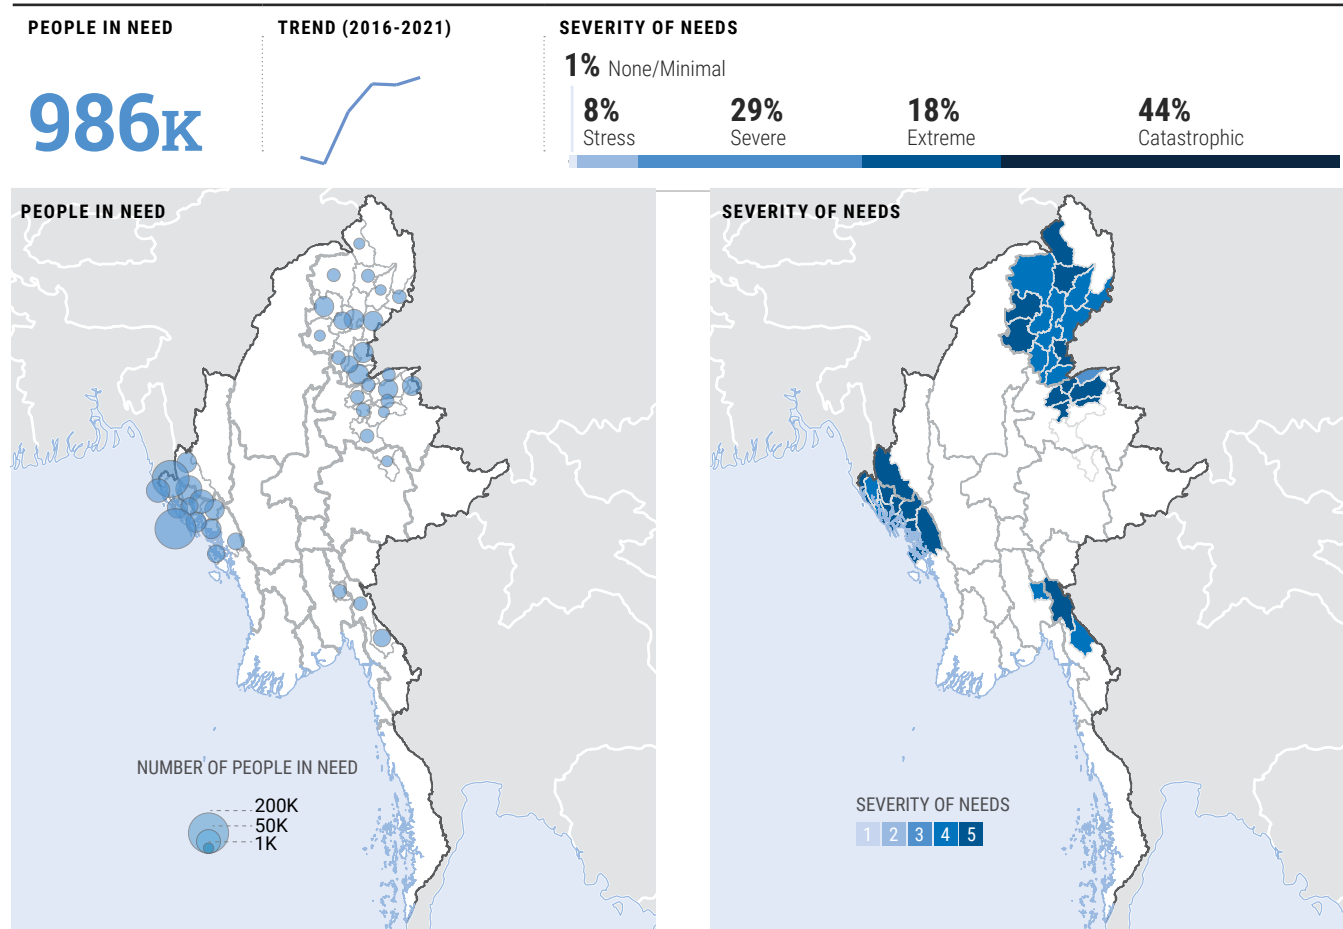 PEOPLE IN NEED
986K
TREND (2016-2021)
SEVERITY OF NEEDS
1% None/Minimal
8%
Stress
29%
Severe
18%
Extreme
44%
Catastrophic
PEOPLE IN NEED
NUMBER OF PEOPLE IN NEED
200K
50K
1K
SEVERITY OF NEEDS
SEVERITY OF NEEDS
1 2 3 4 5